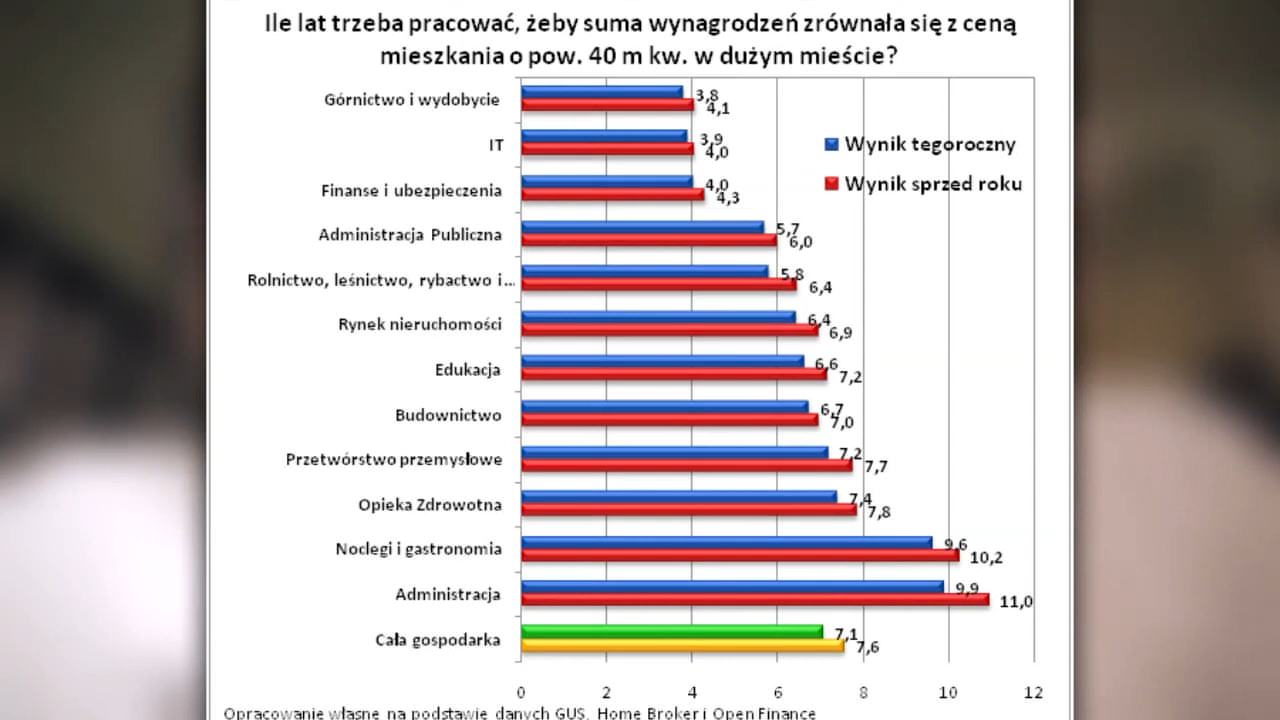 Ile lat trzeba pracować, żeby suma wynagrodzeń zrównała się z ceną
mieszkania o pow. 40 m kw. w dużym mieście?
Górnictwo i wydobycie
3,8
4,1
IT
3,9
4,0
Finanse i ubezpieczenia
4,0
4,3
Administracja Publiczna
5,7
6,0
Rolnictwo, leśnictwo, rybactwo i...
5,8
6,4
Rynek nieruchomości
6,4
6,9
Edukacja
6,6
7,2
Budownictwo
6,7
7,0
Przetwórstwo przemysłowe
7,2
7,7
Opieka Zdrowotna
7,4
7,8
Noclegi i gastronomia
9,6
10,2
Administracja
9,9
11,0
Cała gospodarka
7,1
7,6
Wynik tegoroczny
Wynik sprzed roku
0 2 4 6 8 10 12
Opracowanie własne na podstawie danych GUS, Home Broker i Open Finance